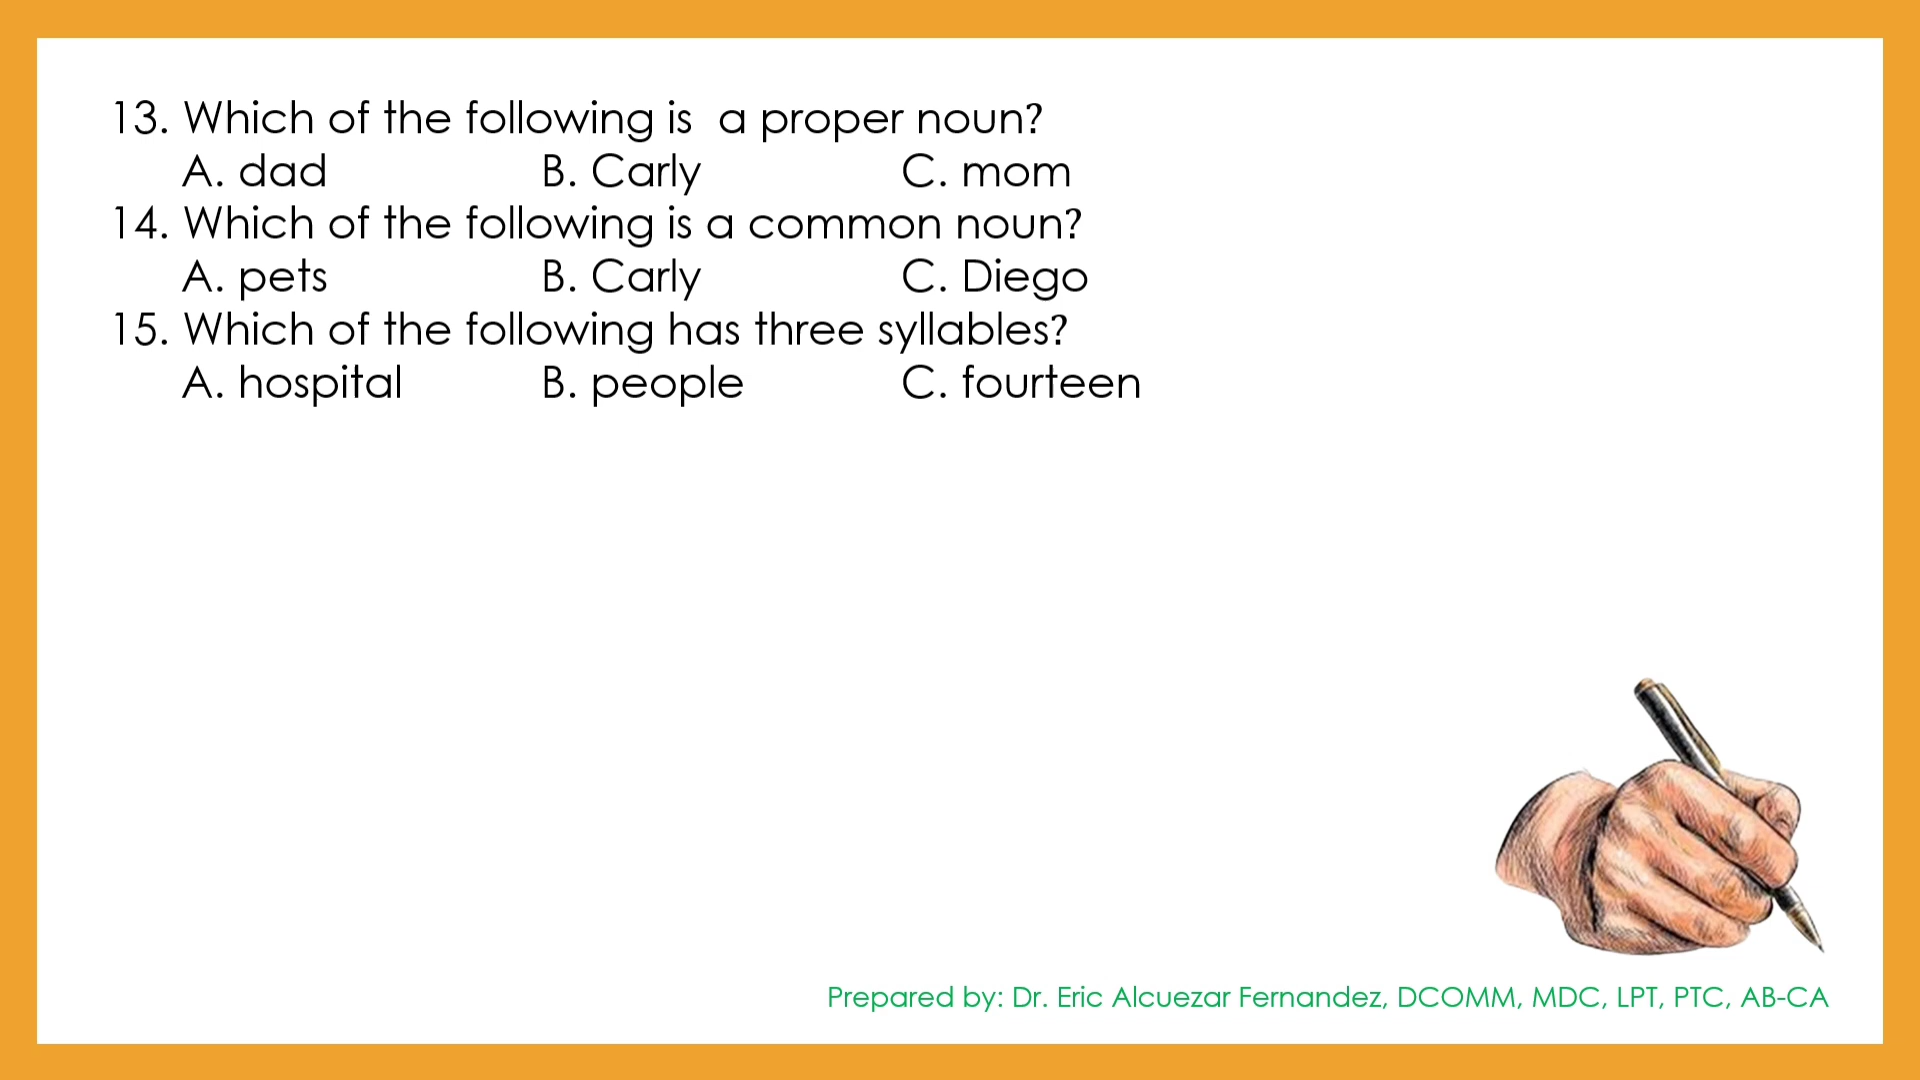 13. Which of the following is  a proper noun?
A. dad B. Carly C. mom
14. Which of the following is a common noun?
A. pets B. Carly C. Diego
15. Which of the following has three syllables?
A. hospital B. people C. fourteen
Prepared by: Dr. Eric Alcuezar Fernandez, DCOMM, MDC, LPT, PTC, AB-CA